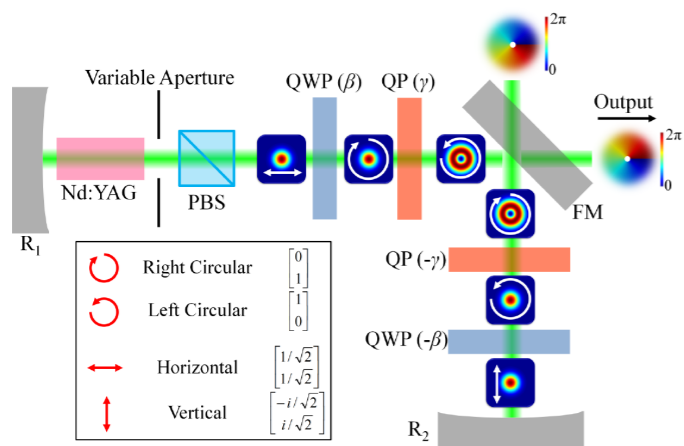 2π
0
Variable Aperture
QWP (β)
QP (γ)
Output
2π
0
Nd:YAG
PBS
FM
R1
QP (-γ)
QWP (-β)
R2
Right Circular [0 1]
Left Circular [1 0]
Horizontal [1/√2 1/√2]
Vertical [-i/√2 i/√2]